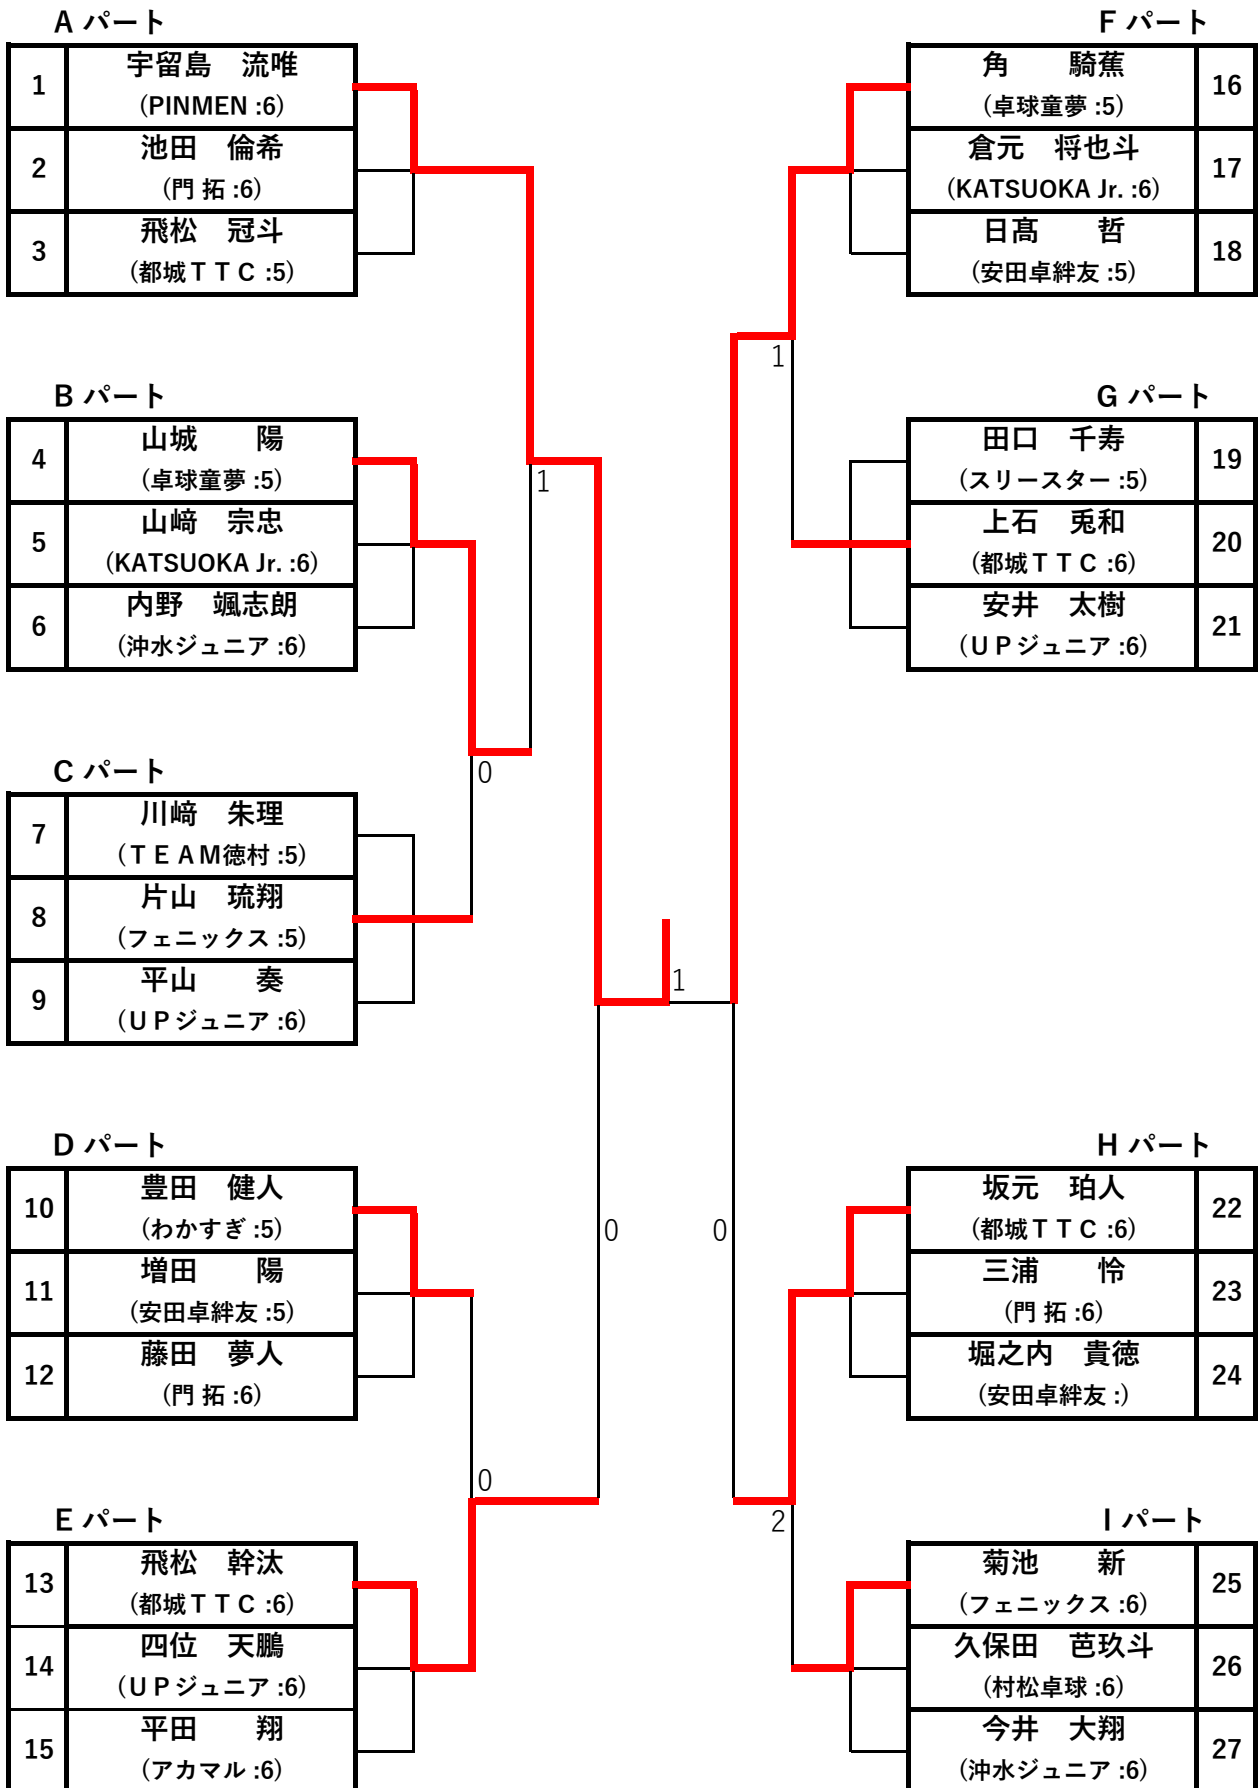 A パート
1
宇留島　流唯
(PINMEN :6)
2
池田　倫希
(門 拓 :6)
3
飛松　冠斗
(都城ＴＴＣ :5)
B パート
4
山城　　陽
(卓球童夢 :5)
5
山﨑　宗忠
(KATSUOKA Jr. :6)
6
内野　颯志朗
(沖水ジュニア :6)
C パート
7
川﨑　朱理
(ＴＥＡＭ徳村 :5)
8
片山　琉翔
(フェニックス :5)
9
平山　　奏
(ＵＰジュニア :6)
D パート
10
豊田　健人
(わかすぎ :5)
11
増田　　陽
(安田卓絆友 :5)
12
藤田　夢人
(門 拓 :6)
E パート
13
飛松　幹汰
(都城ＴＴＣ :6)
14
四位　天鵬
(ＵＰジュニア :6)
15
平田　　翔
(アカマル :6)
1
0
0
0
1
1
0
2
F パート
角　　騎蕉
(卓球童夢 :5)
16
倉元　将也斗
(KATSUOKA Jr. :6)
17
日髙　　哲
(安田卓絆友 :5)
18
G パート
田口　千寿
(スリースター :5)
19
上石　兎和
(都城ＴＴＣ :6)
20
安井　太樹
(ＵＰジュニア :6)
21
H パート
坂元　珀人
(都城ＴＴＣ :6)
22
三浦　　怜
(門 拓 :6)
23
堀之内　貴徳
(安田卓絆友 :)
24
I パート
菊池　　新
(フェニックス :6)
25
久保田　芭玖斗
(村松卓球 :6)
26
今井　大翔
(沖水ジュニア :6)
27